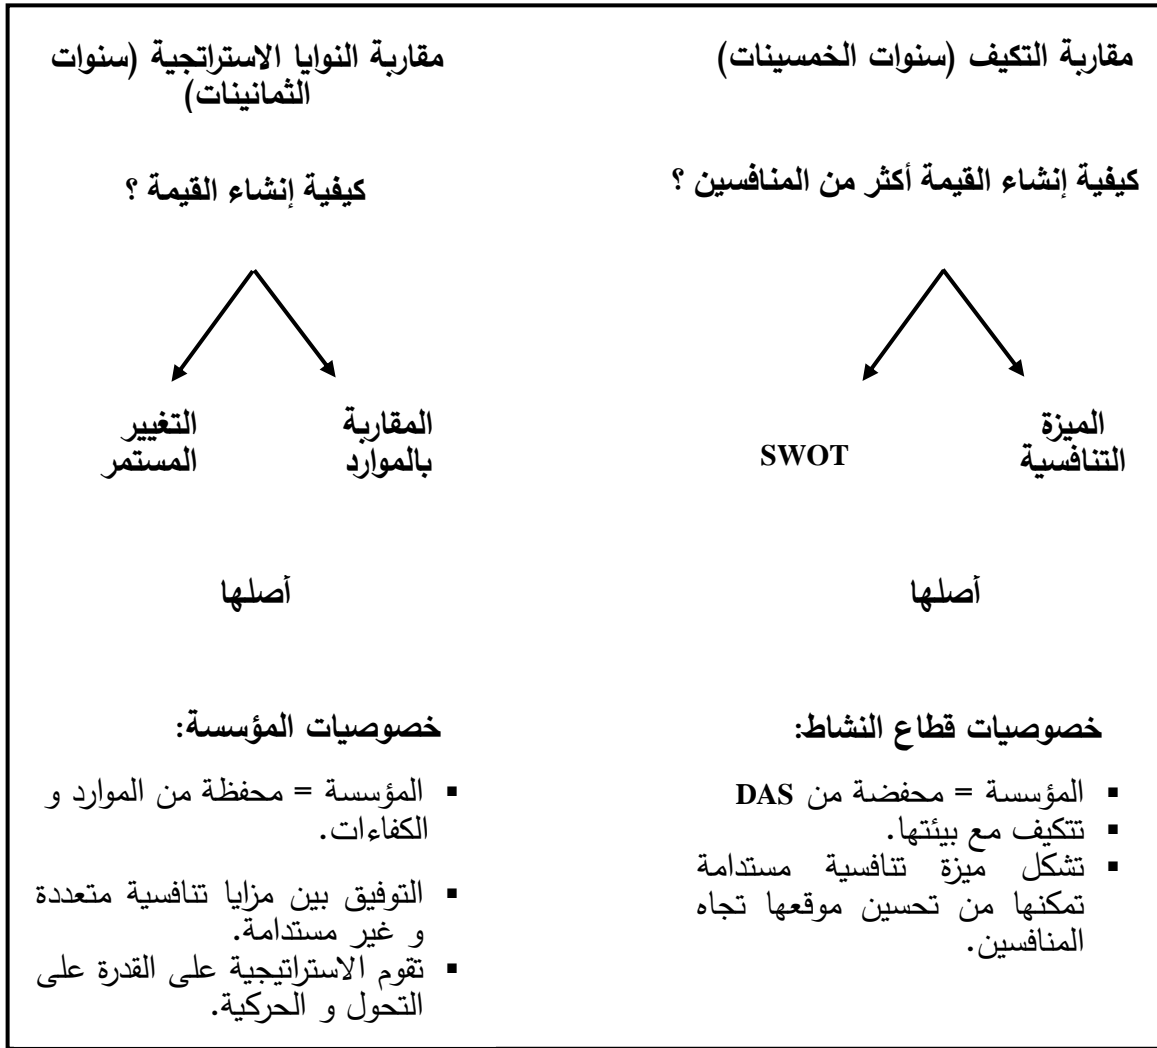 مقاربة التكيف (سنوات الخمسينات)
كيفية إنشاء القيمة أكثر من المنافسين ؟
الميزة
التنافسية
SWOT
أصلها
خصوصيات قطاع النشاط:
▪ المؤسسة = محفضة من DAS
▪ تتكيف مع بيئتها.
▪ تشكل ميزة تنافسية مستدامة
تمكنها من تحسين موقعها تجاه
المنافسين.
مقاربة النوايا الاستراتجية (سنوات
الثمانينات)
كيفية إنشاء القيمة ؟
المقاربة
بالموارد
التغيير
المستمر
أصلها
خصوصيات المؤسسة:
▪ المؤسسة = محفظة من الموارد و
الكفاءات.
▪ التوفيق بين مزايا تنافسية متعددة
و غير مستدامة.
▪ تقوم الاستراتيجية على القدرة على
التحول و الحركية.